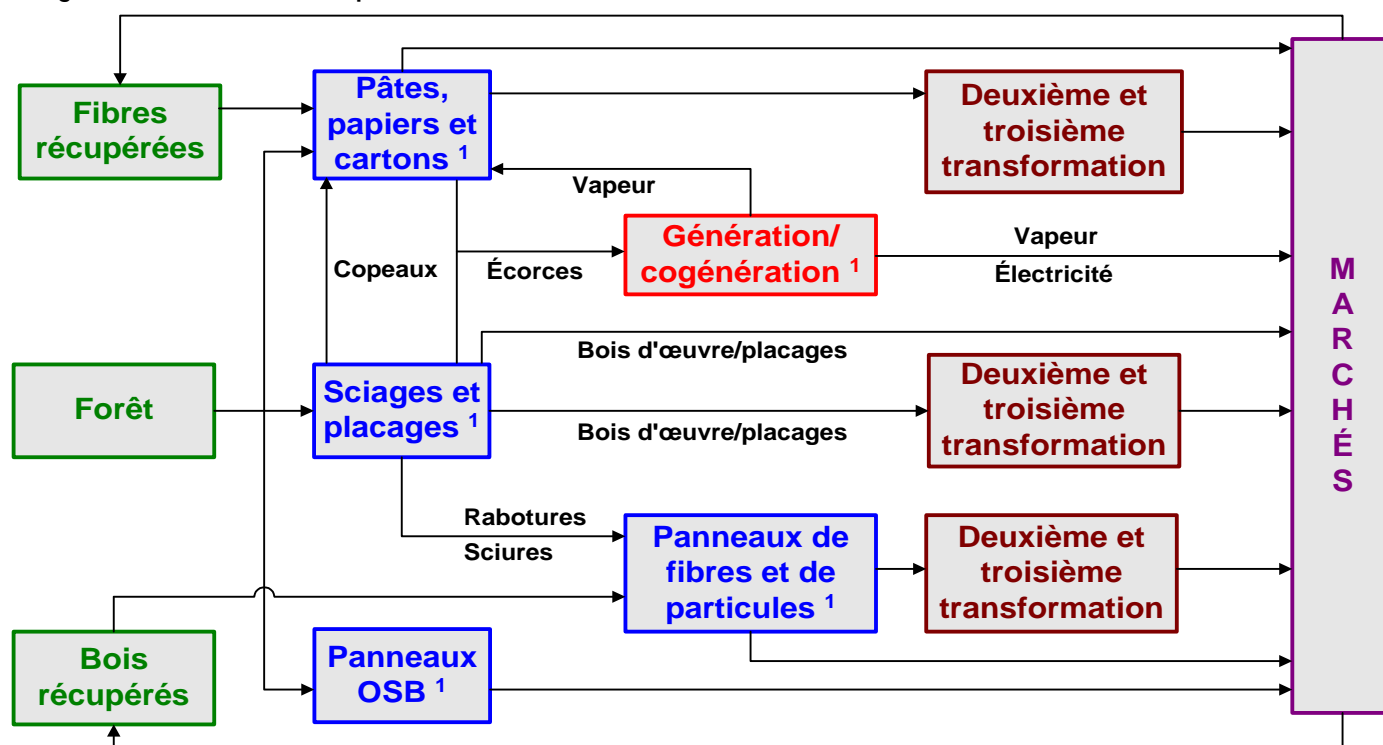 Fibres
récupérées
Pâtes,
papiers et
cartons 1
Deuxième et
troisième
transformation
Vapeur
Génération/
cogénération 1
Vapeur
Électricité
Copeaux
Écorces
MARCHÉS
Forêt
Sciages et
placages 1
Bois d'œuvre/placages
Bois d'œuvre/placages
Deuxième et
troisième
transformation
Rabotures
Sciures
Panneaux de
fibres et de
particules 1
Deuxième et
troisième
transformation
Bois
récupérés
Panneaux
OSB 1